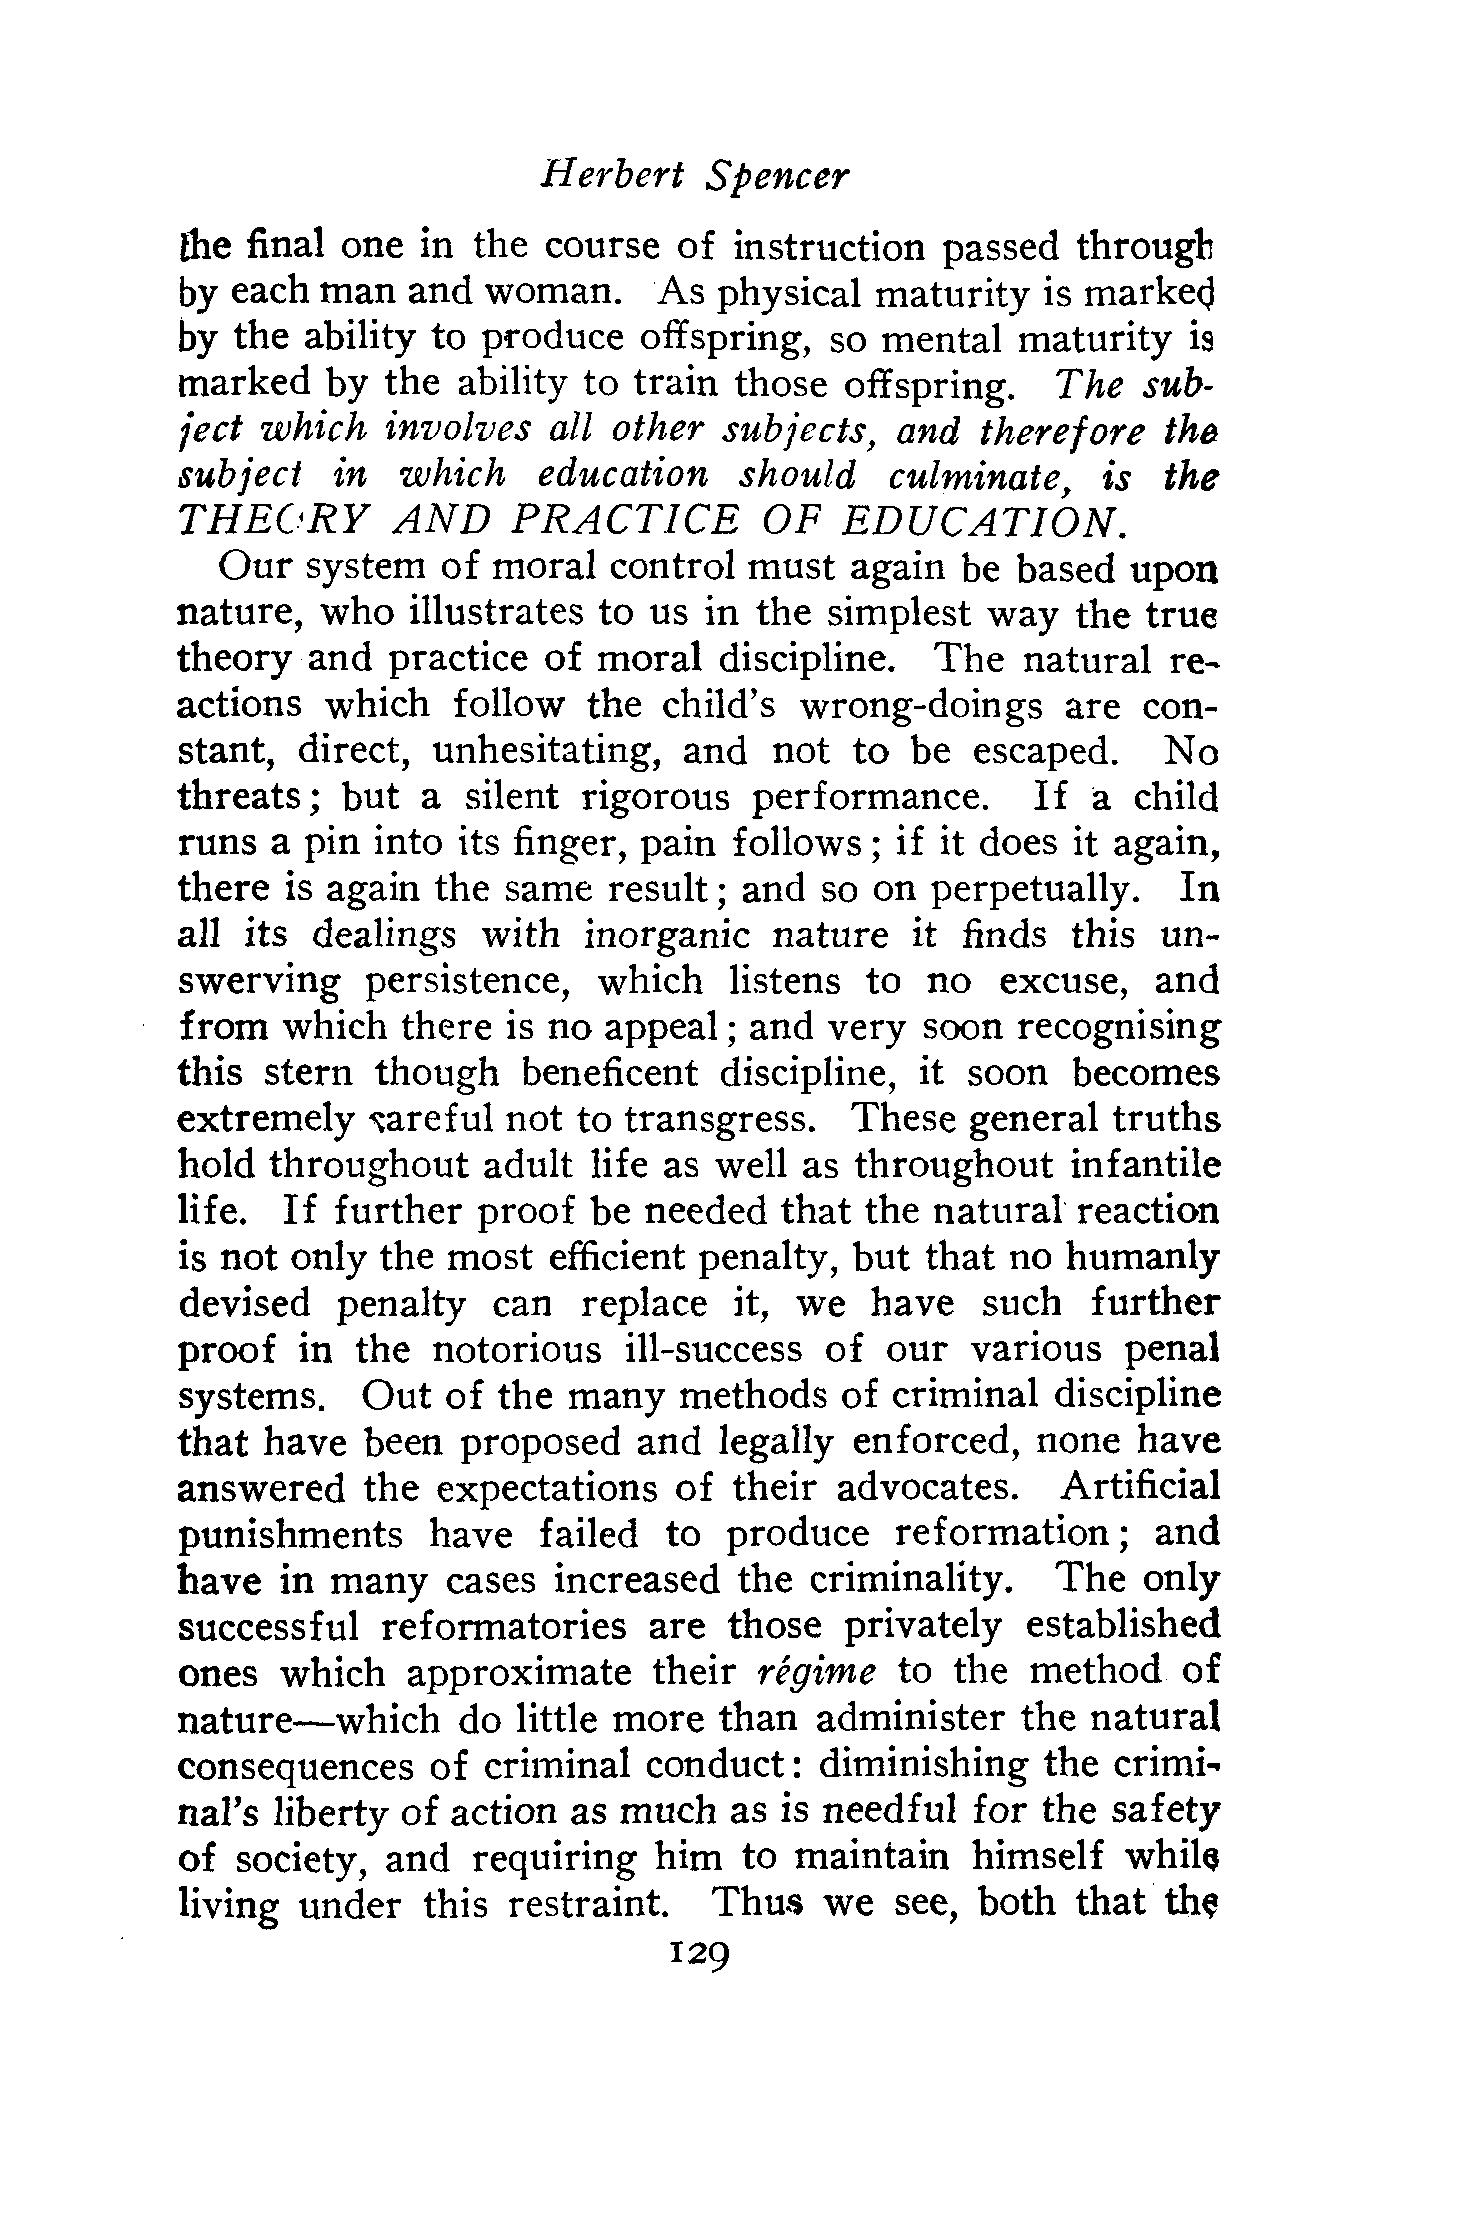 Herbert Spencer
the final one in the course of instruction passed through
by each man and woman. As physical maturity is marked
by the ability to produce offspring, so mental maturity is
marked by the ability to train those offspring. The sub-
ject which involves all other subjects, and therefore the
subject in which education should culminate, is the
THEORY AND PRACTICE OF EDUCATION.
Our system of moral control must again be based upon
nature, who illustrates to us in the simplest way the true
theory and practice of moral discipline. The natural re-
actions which follow the child's wrong-doings are con-
stant, direct, unhesitating, and not to be escaped. No
threats; but a silent rigorous performance. If a child
runs a pin into its finger, pain follows; if it does it again,
there is again the same result; and so on perpetually. In
all its dealings with inorganic nature it finds this un-
swerving persistence, which listens to no excuse, and
from which there is no appeal; and very soon recognising
this stern though beneficent discipline, it soon becomes
extremely careful not to transgress. These general truths
hold throughout adult life as well as throughout infantile
life. If further proof be needed that the natural reaction
is not only the most efficient penalty, but that no humanly
devised penalty can replace it, we have such further
proof in the notorious ill-success of our various penal
systems. Out of the many methods of criminal discipline
that have been proposed and legally enforced, none have
answered the expectations of their advocates. Artificial
punishments have failed to produce reformation; and
have in many cases increased the criminality. The only
successful reformatories are those privately established
ones which approximate their régime to the method of
nature—which do little more than administer the natural
consequences of criminal conduct: diminishing the crimi-
nal's liberty of action as much as is needful for the safety
of society, and requiring him to maintain himself while
living under this restraint. Thus we see, both that the
129